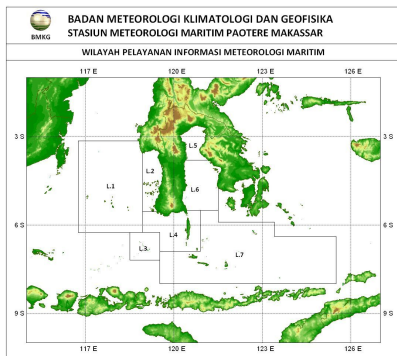 BADAN METEOROLOGI KLIMATOLOGI DAN GEOFISIKA
STASIUN METEOROLOGI MARITIM PAOTERE MAKASSAR
BMKG
WILAYAH PELAYANAN INFORMASI METEOROLOGI MARITIM
117 E 120 E 123 E 126 E
3 S 3 S
L.5
L.2
L.1 L.6
6 S 6 S
L.4
L.3 L.7
9 S 9 S
117 E 120 E 123 E 126 E